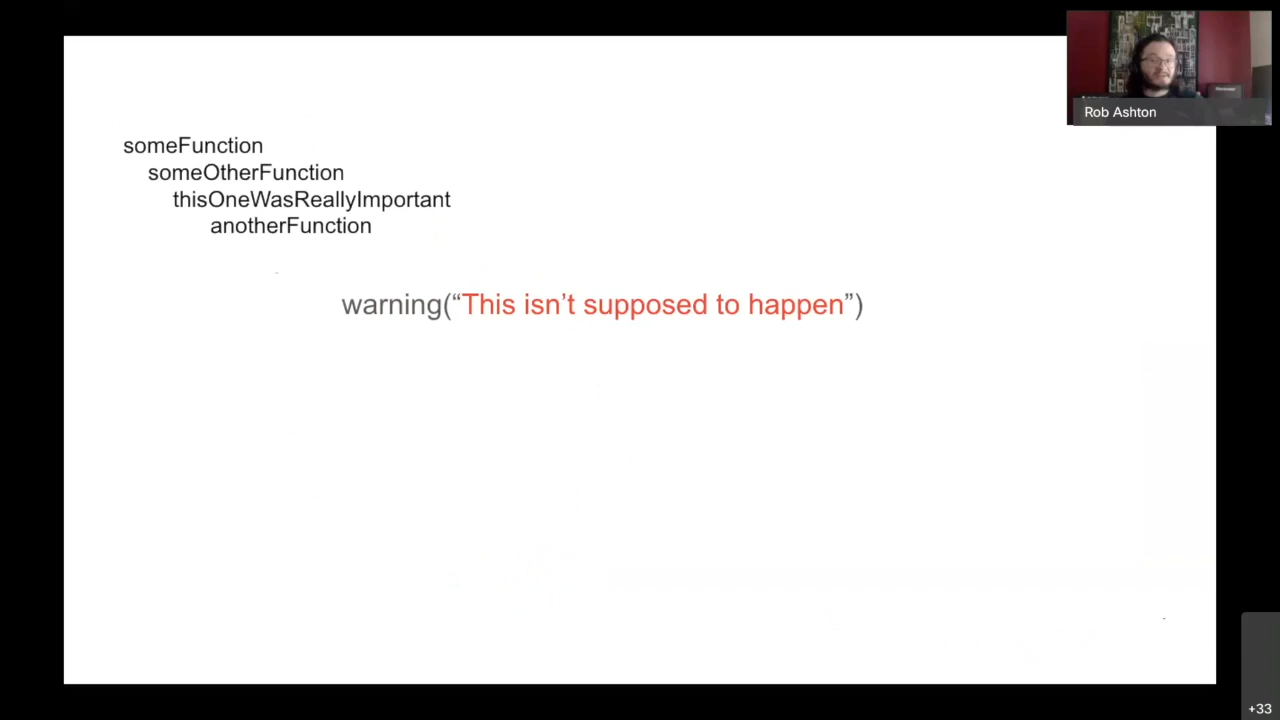 someFunction
someOtherFunction
thisOneWasReallyImportant
anotherFunction
warning(“This isn’t supposed to happen”)
Rob Ashton
+33